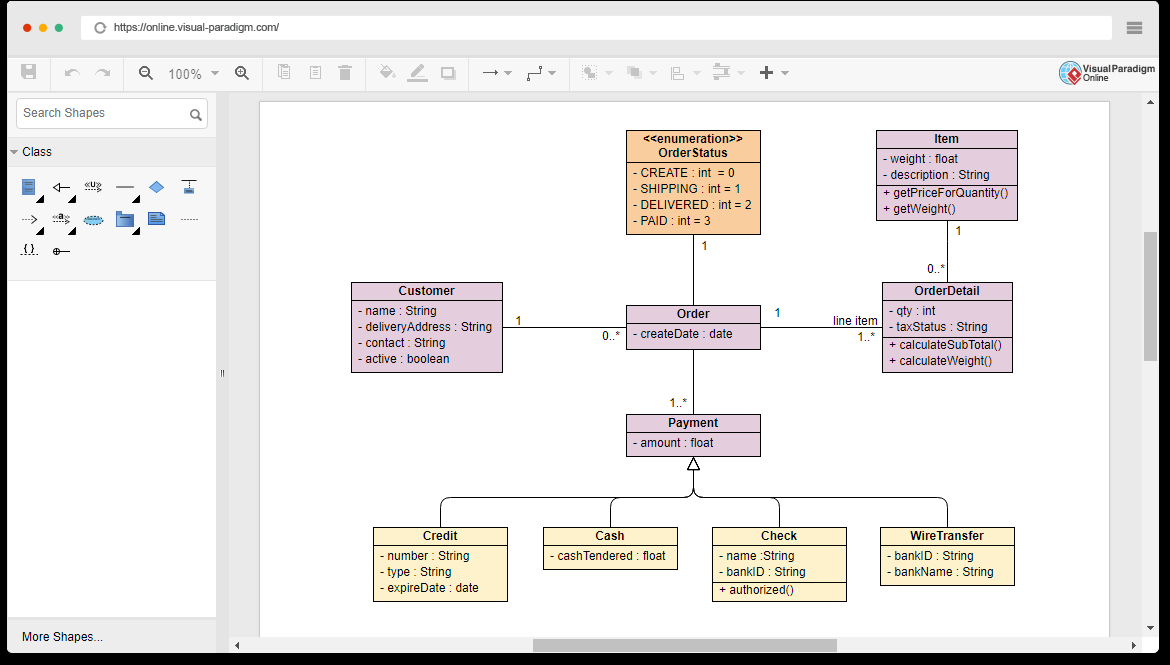 https://online.visual-paradigm.com/
100%
Visual Paradigm
Online
Search Shapes
Class
<<U>>
<<a>>
{}
More Shapes...
<<enumeration>>
OrderStatus
- CREATE : int  = 0
- SHIPPING : int = 1
- DELIVERED : int = 2
- PAID : int = 3
1
Item
- weight : float
- description : String
+ getPriceForQuantity()
+ getWeight()
1
0..*
Customer
- name : String
- deliveryAddress : String
- contact : String
- active : boolean
1
0..*
Order
- createDate : date
1
line item
1..*
OrderDetail
- qty : int
- taxStatus : String
+ calculateSubTotal()
+ calculateWeight()
1..*
Payment
- amount : float
Credit
- number : String
- type : String
- expireDate : date
Cash
- cashTendered : float
Check
- name :String
- bankID : String
+ authorized()
WireTransfer
- bankID : String
- bankName : String